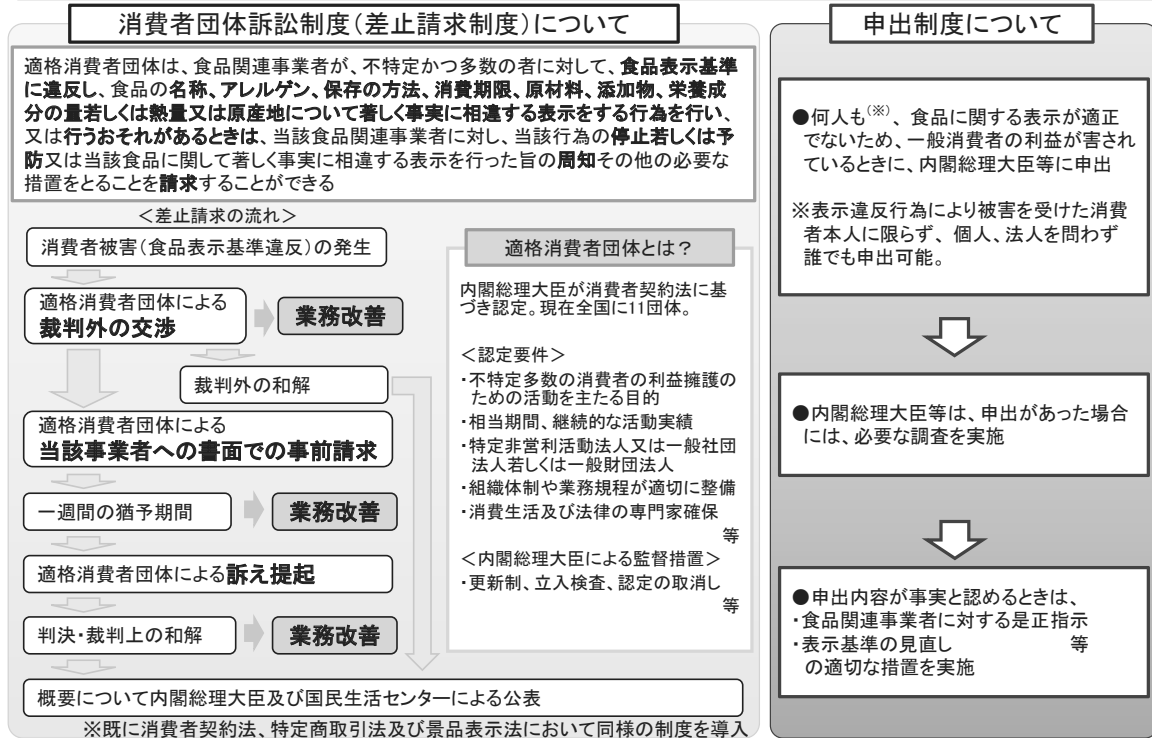 消費者団体訴訟制度(差止請求制度)について
適格消費者団体は、食品関連事業者が、不特定かつ多数の者に対して、食品表示基準
に違反し、食品の名称、アレルゲン、保存の方法、消費期限、原材料、添加物、栄養成
分の量若しくは熱量又は原産地について著しく事実に相違する表示をする行為を行い、
又は行うおそれがあるときは、当該食品関連事業者に対し、当該行為の停止若しくは予
防又は当該食品に関して著しく事実に相違する表示を行った旨の周知その他の必要な
措置をとることを請求することができる
<差止請求の流れ>
消費者被害(食品表示基準違反)の発生
適格消費者団体による
裁判外の交渉
業務改善
裁判外の和解
適格消費者団体による
当該事業者への書面での事前請求
一週間の猶予期間
業務改善
適格消費者団体による訴え提起
判決・裁判上の和解
業務改善
概要について内閣総理大臣及び国民生活センターによる公表
※既に消費者契約法、特定商取引法及び景品表示法において同様の制度を導入
適格消費者団体とは?
内閣総理大臣が消費者契約法に基
づき認定。現在全国に11団体。
<認定要件>
・不特定多数の消費者の利益擁護の
ための活動を主たる目的
・相当期間、継続的な活動実績
・特定非営利活動法人又は一般社団
法人若しくは一般財団法人
・組織体制や業務規程が適切に整備
・消費生活及び法律の専門家確保
等
<内閣総理大臣による監督措置>
・更新制、立入検査、認定の取消し
等
申出制度について
●何人も(※)、食品に関する表示が適正
でないため、一般消費者の利益が害され
ているときに、内閣総理大臣等に申出
※表示違反行為により被害を受けた消費
者本人に限らず、個人、法人を問わず
誰でも申出可能。
●内閣総理大臣等は、申出があった場合
には、必要な調査を実施
●申出内容が事実と認めるときは、
・食品関連事業者に対する是正指示
・表示基準の見直し 等
の適切な措置を実施